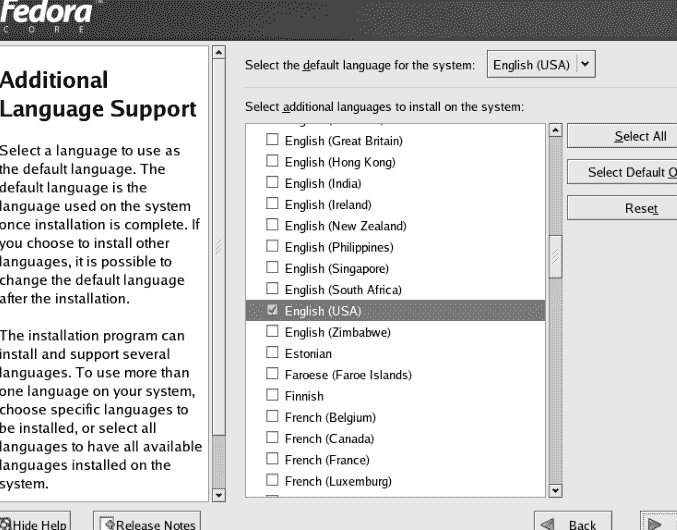 Fedora
C O R E
Additional
Language Support
Select a language to use as
the default language. The
default language is the
language used on the system
once installation is complete. If
you choose to install other
languages, it is possible to
change the default language
after the installation.
The installation program can
install and support several
languages. To use more than
one language on your system,
choose specific languages to
be installed, or select all
languages to have all available
languages installed on the
system.
Select the default language for the system:
English (USA)
Select additional languages to install on the system:
English (Great Britain)
English (Hong Kong)
English (India)
English (Ireland)
English (New Zealand)
English (Philippines)
English (Singapore)
English (South Africa)
English (USA)
English (Zimbabwe)
Estonian
Faroese (Faroe Islands)
Finnish
French (Belgium)
French (Canada)
French (France)
French (Luxemburg)
Select All
Select Default O
Reset
Hide Help
Release Notes
Back